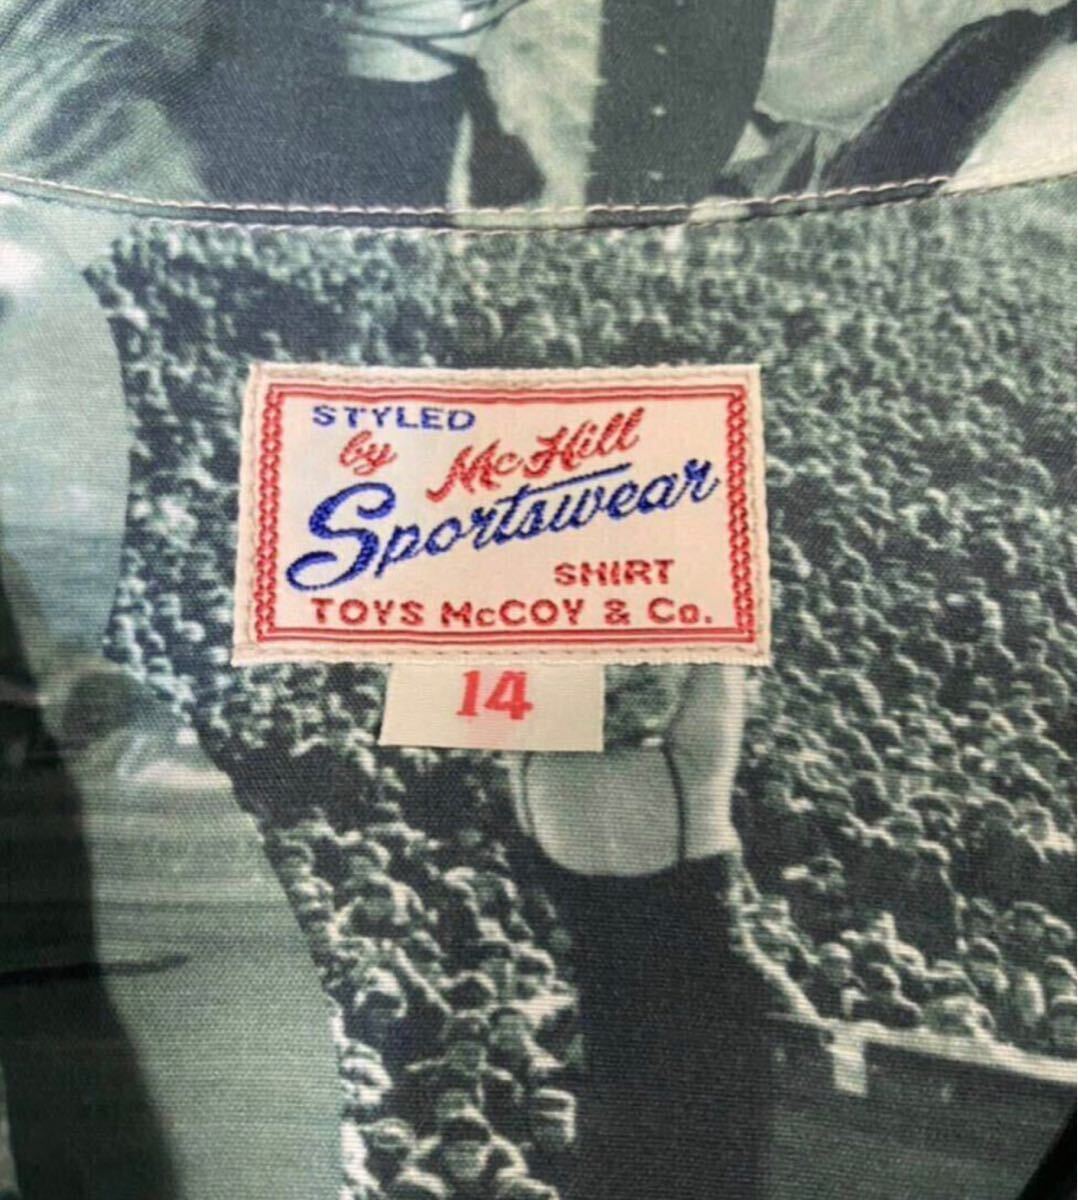 STYLED
by McHill
Sportswear
SHIRT
TOYS McCOY & Co.
14